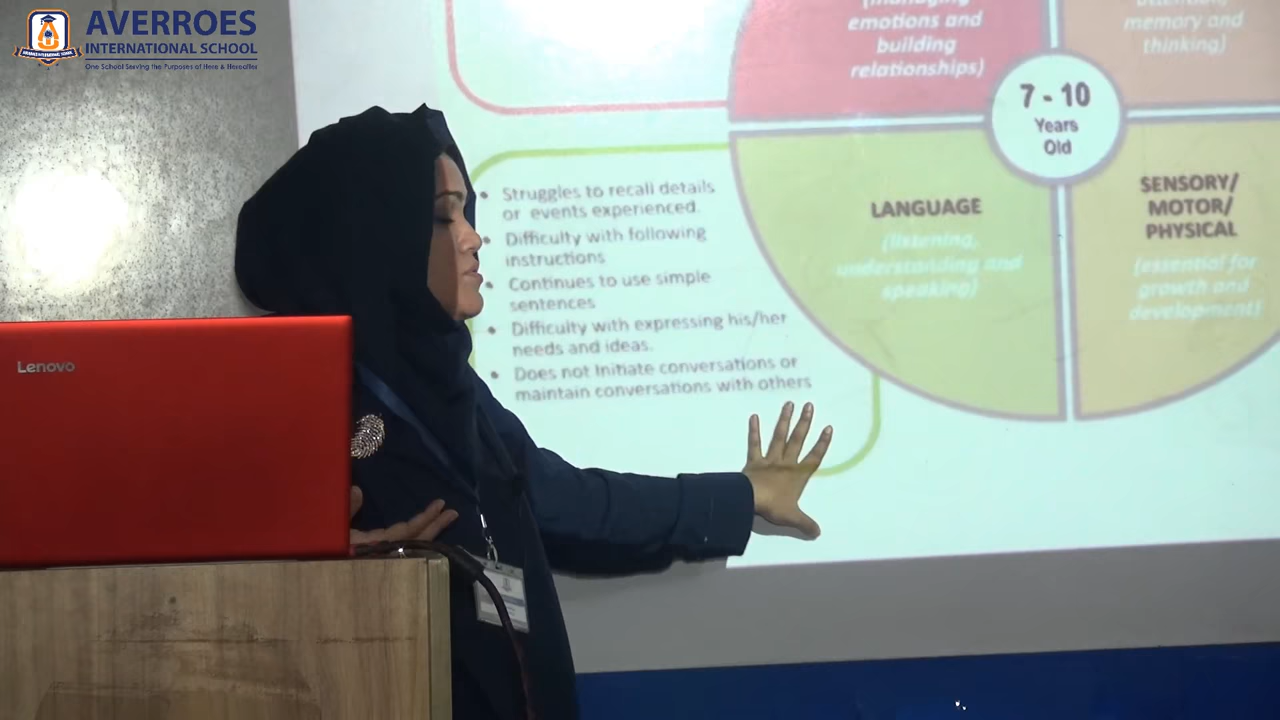 AVERROES
INTERNATIONAL SCHOOL
One School Serving the Purposes of Here & Hereafter
Lenovo
(managing
emotions and
building
relationships)
attention,
memory and
thinking)
7 - 10
Years
Old
• Struggles to recall details
or events experienced.
• Difficulty with following
instructions
• Continues to use simple
sentences
• Difficulty with expressing his/her
needs and ideas.
• Does not Initiate conversations or
maintain conversations with others
LANGUAGE
(listening,
understanding and
speaking)
SENSORY/
MOTOR/
PHYSICAL
(essential for
growth and
development)